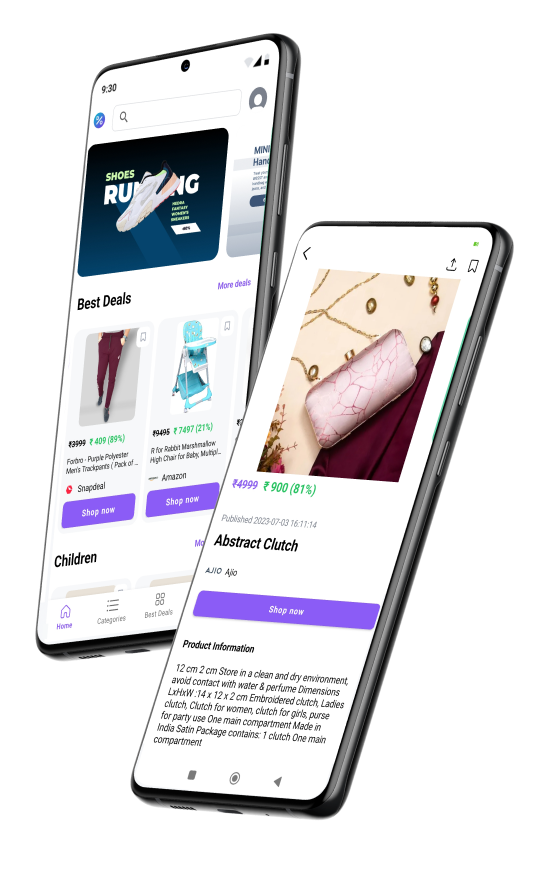 9:30
SHOES
RUNNING
HEDRA
FANTASY
WOMEN'S
SNEAKERS
MINI
Hand
Best Deals
More deals
₹3999 ₹ 409 (89%)
Forbro - Purple Polyester
Men's Trackpants ( Pack of ...
Snapdeal
Shop now
₹9495 ₹ 7497 (21%)
R for Rabbit Marshmallow
High Chair for Baby, Multipl...
Amazon
Shop now
Children
Mo
Home
Categories
Best Deals
₹4999 ₹ 900 (81%)
Published 2023-07-03 16:11:14
Abstract Clutch
AJIO Ajio
Shop now
Product Information
12 cm 2 cm Store in a clean and dry environment,
avoid contact with water & perfume Dimensions
LxHxW :14 x 12 x 2 cm Embroidered clutch, Ladies
clutch, Clutch for women, clutch for girls, purse
for party use One main compartment Made in
India Satin Package contains: 1 clutch One main
compartment